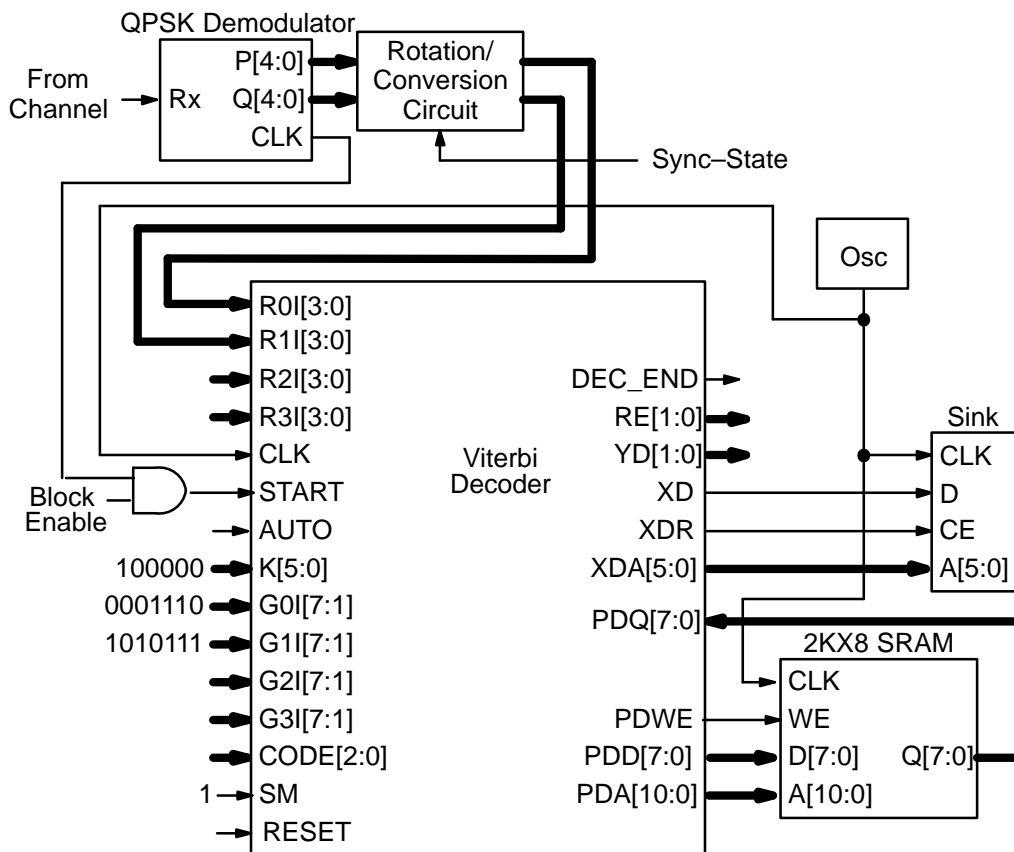 QPSK Demodulator
From
Channel
Rx
P[4:0]
Q[4:0]
CLK
Rotation/
Conversion
Circuit
Sync–State
Osc
R0I[3:0]
R1I[3:0]
R2I[3:0]
R3I[3:0]
CLK
Block
Enable
START
AUTO
100000
K[5:0]
0001110
G0I[7:1]
1010111
G1I[7:1]
G2I[7:1]
G3I[7:1]
CODE[2:0]
1
SM
RESET
Viterbi
Decoder
DEC_END
RE[1:0]
YD[1:0]
XD
XDR
XDA[5:0]
PDQ[7:0]
PDWE
PDD[7:0]
PDA[10:0]
Sink
CLK
D
CE
A[5:0]
2KX8 SRAM
CLK
WE
D[7:0]
Q[7:0]
A[10:0]